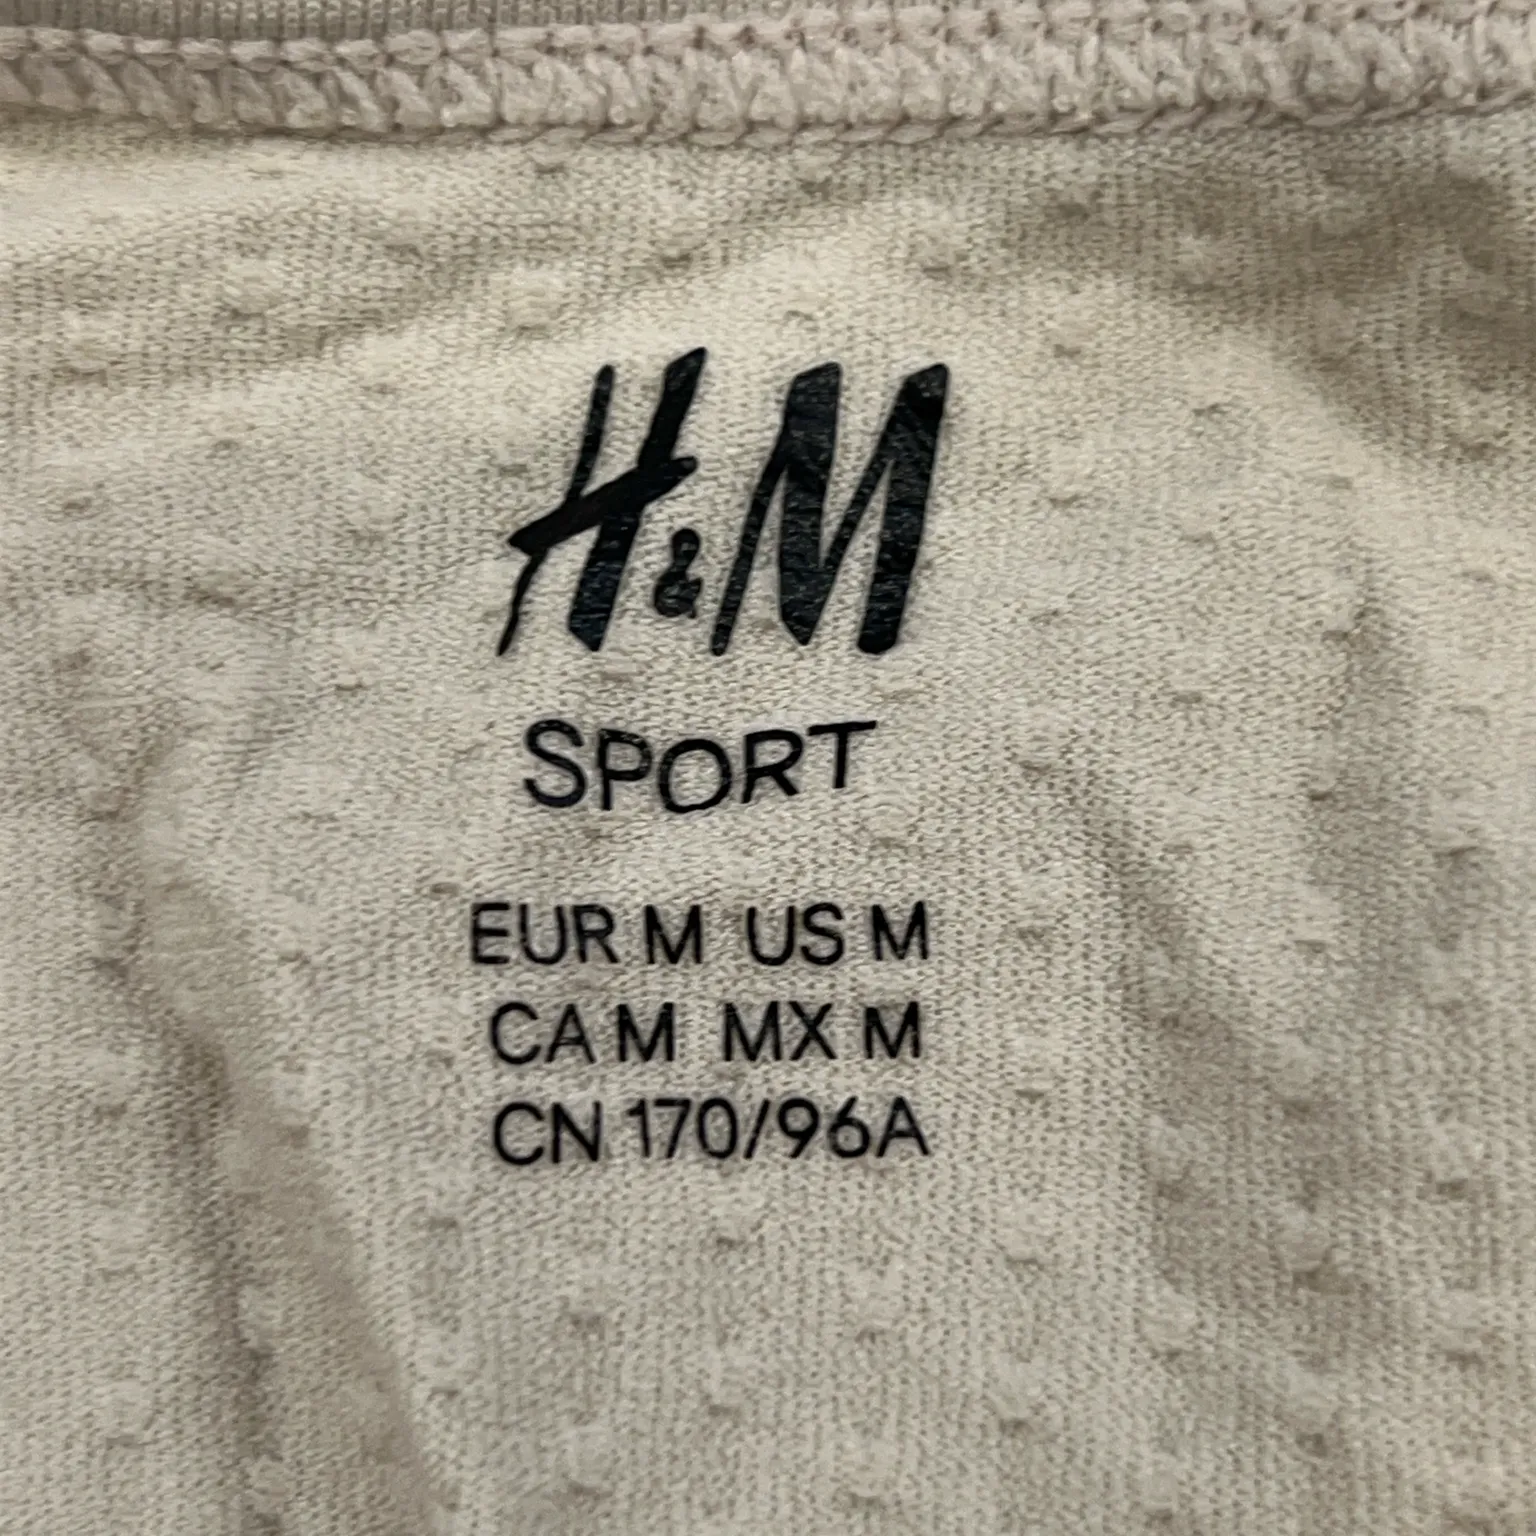 H&M
SPORT
EUR M US M
CA M MX M
CN 170/96A